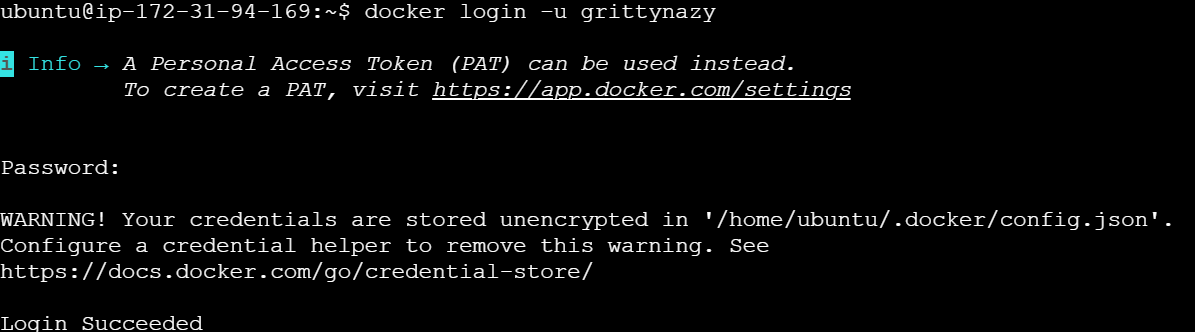 ubuntu@ip-172-31-94-169:~$ docker login -u grittynazy
i Info → A Personal Access Token (PAT) can be used instead.
To create a PAT, visit https://app.docker.com/settings
Password:
WARNING! Your credentials are stored unencrypted in '/home/ubuntu/.docker/config.json'.
Configure a credential helper to remove this warning. See
https://docs.docker.com/go/credential-store/
Login Succeeded